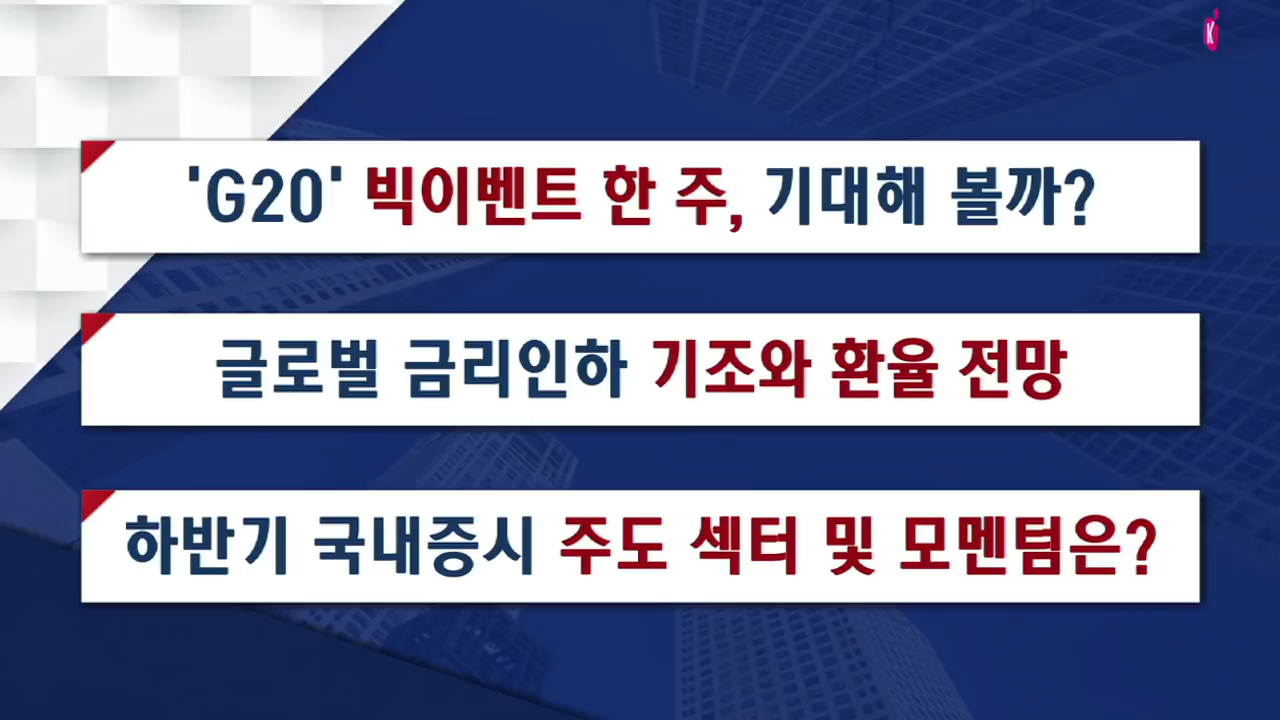 'G20' 빅이벤트 한 주, 기대해 볼까?
글로벌 금리인하 기조와 환율 전망
하반기 국내증시 주도 섹터 및 모멘텀은?
K